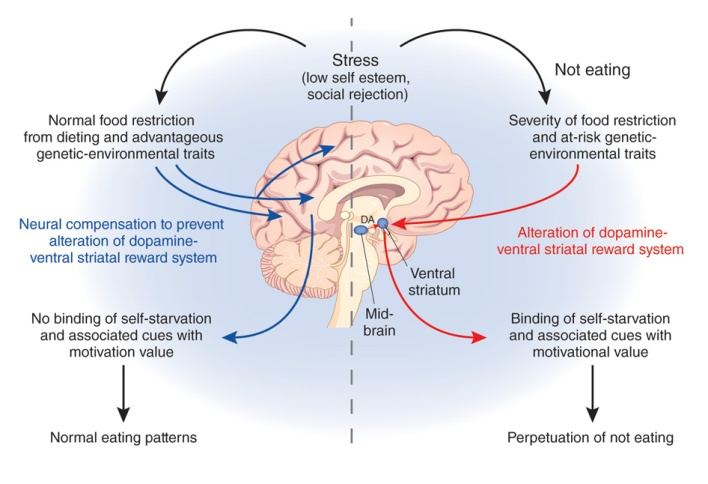 Stress
(low self esteem,
social rejection)
Not eating
Normal food restriction
from dieting and advantageous
genetic-environmental traits
Severity of food restriction
and at-risk genetic-
environmental traits
Neural compensation to prevent
alteration of dopamine-
ventral striatal reward system
DA
Alteration of dopamine-
ventral striatal reward system
Ventral
striatum
Mid-
brain
No binding of self-starvation
and associated cues with
motivation value
Binding of self-starvation
and associated cues with
motivational value
Normal eating patterns
Perpetuation of not eating